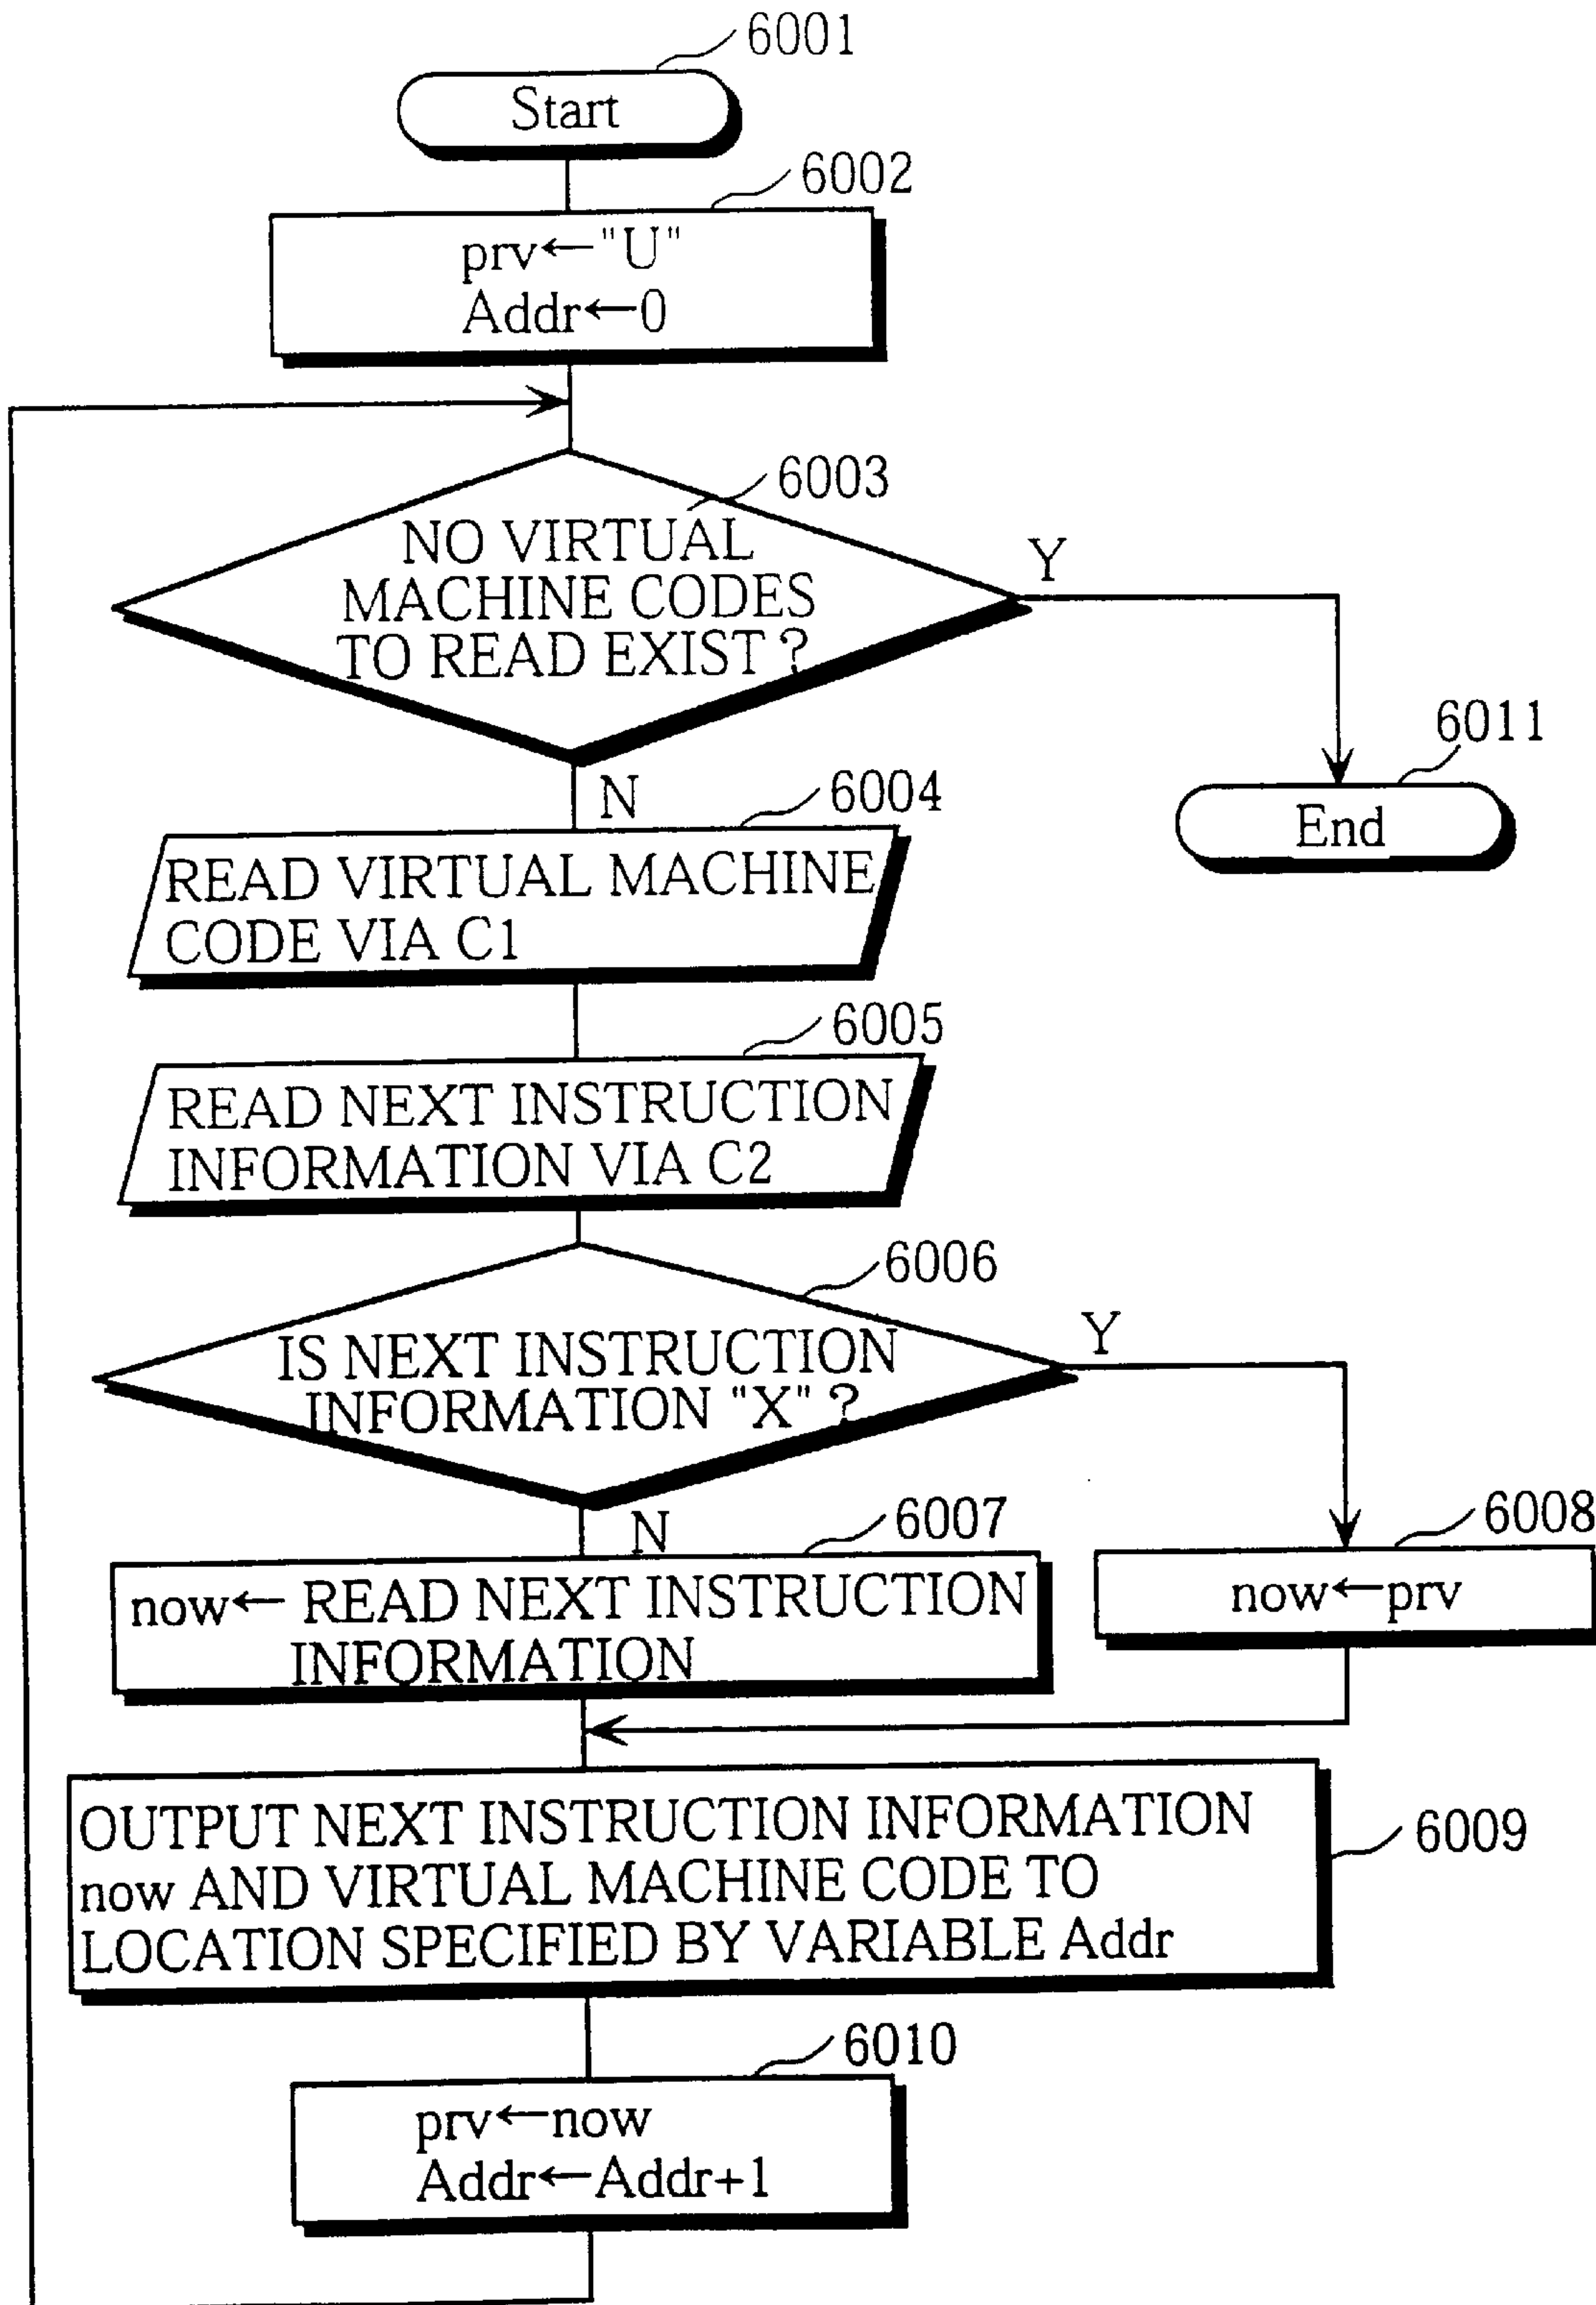 6001
Start
6002
prv←"U"
Addr←0
6003
NO VIRTUAL
MACHINE CODES
TO READ EXIST ?
Y
6011
End
N
6004
READ VIRTUAL MACHINE
CODE VIA C1
6005
READ NEXT INSTRUCTION
INFORMATION VIA C2
6006
IS NEXT INSTRUCTION
INFORMATION "X" ?
Y
N
6007
now← READ NEXT INSTRUCTION
INFORMATION
6008
now←prv
OUTPUT NEXT INSTRUCTION INFORMATION
now AND VIRTUAL MACHINE CODE TO
LOCATION SPECIFIED BY VARIABLE Addr
6009
6010
prv←now
Addr←Addr+1